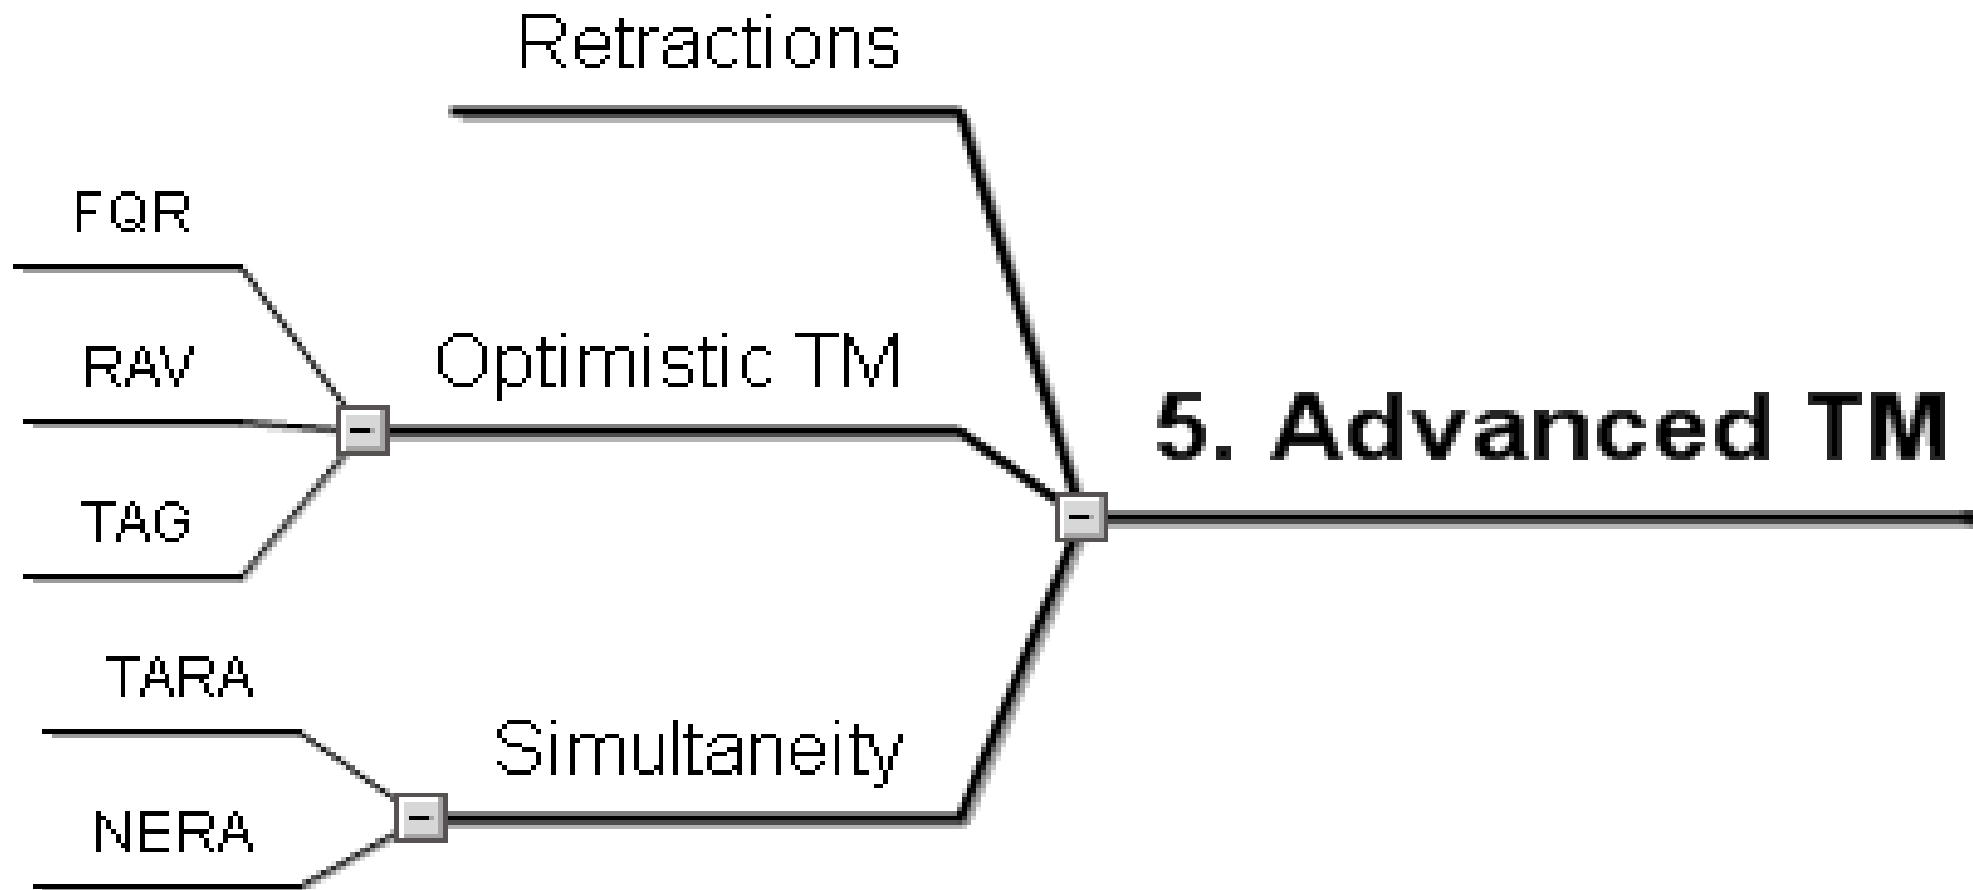 Retractions
FQR
RAV
Optimistic TM
5. Advanced TM
TAG
TARA
Simultaneity
NERA